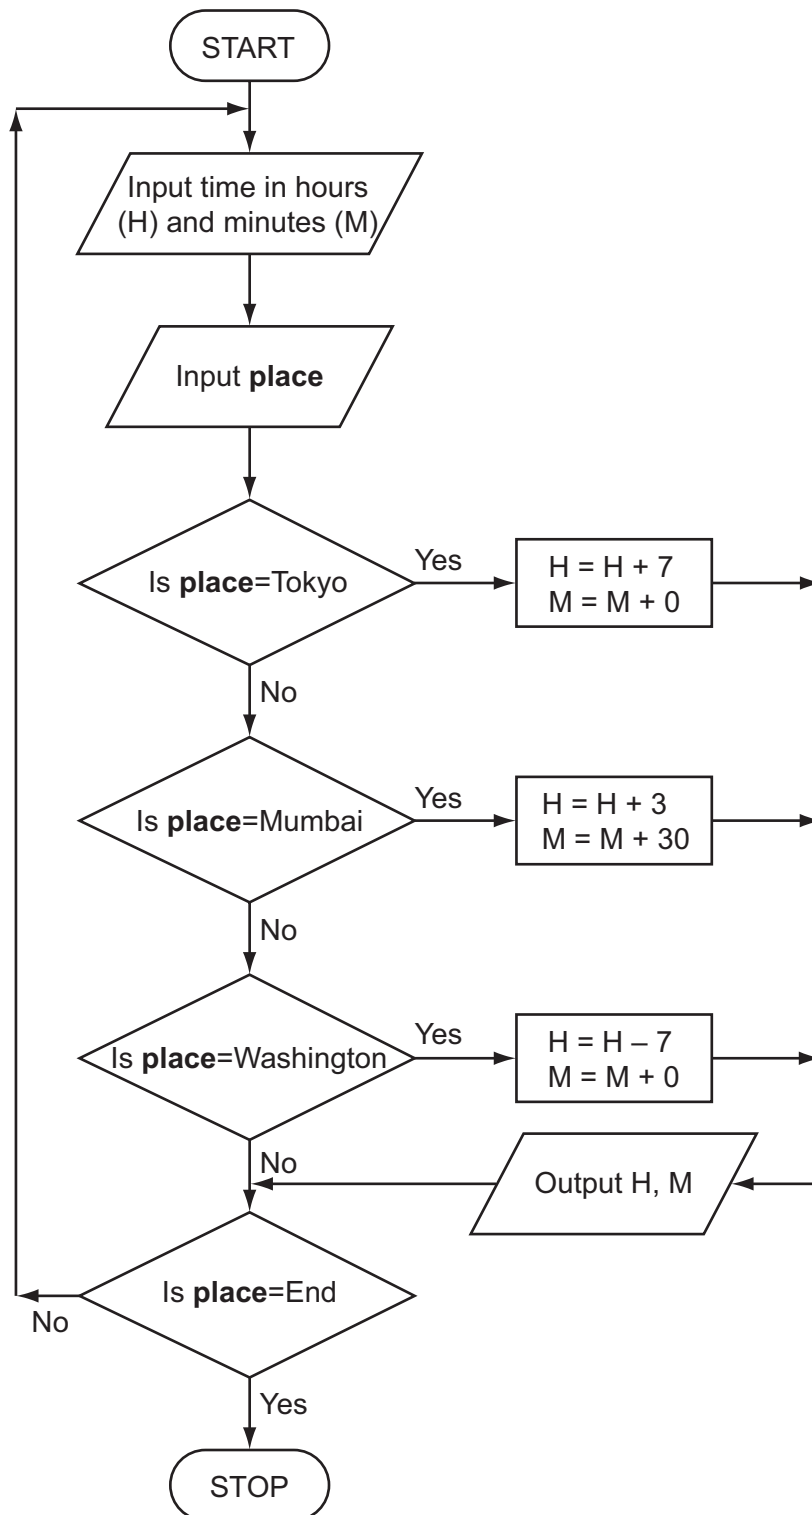 START
Input time in hours
(H) and minutes (M)
Input place
Is place=Tokyo
Yes
H = H + 7
M = M + 0
No
Is place=Mumbai
Yes
H = H + 3
M = M + 30
No
Is place=Washington
Yes
H = H – 7
M = M + 0
No
Output H, M
Is place=End
No
Yes
STOP